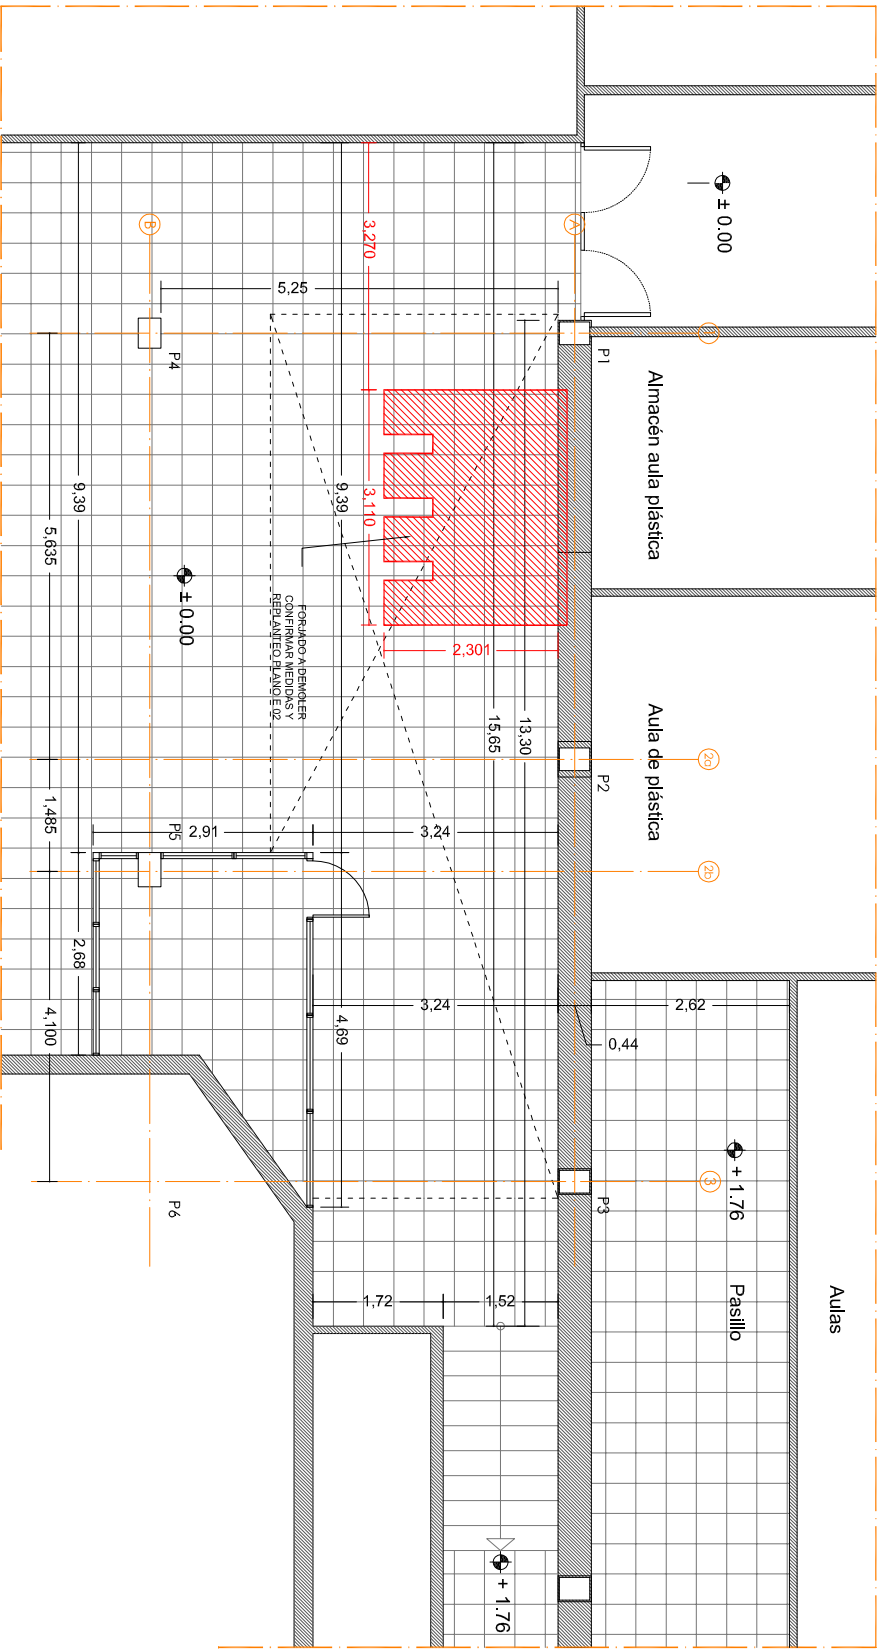 ± 0.00
A
B
1
3,270
5,25
P4
P1
Almacén aula plástica
9,39
9,39
3,110
5,635
± 0.00
FORJADO A DEMOLER
CONFIRMAR MEDIDAS Y
REPLANTEO PLANO E 02
2,301
15,65
13,30
Aula de plástica
P2
2a
1,485
P5
2,91
3,24
2b
2,68
4,100
4,69
3,24
2,62
0,44
+ 1.76
3
P3
P6
Pasillo
Aulas
1,72
1,52
+ 1.76